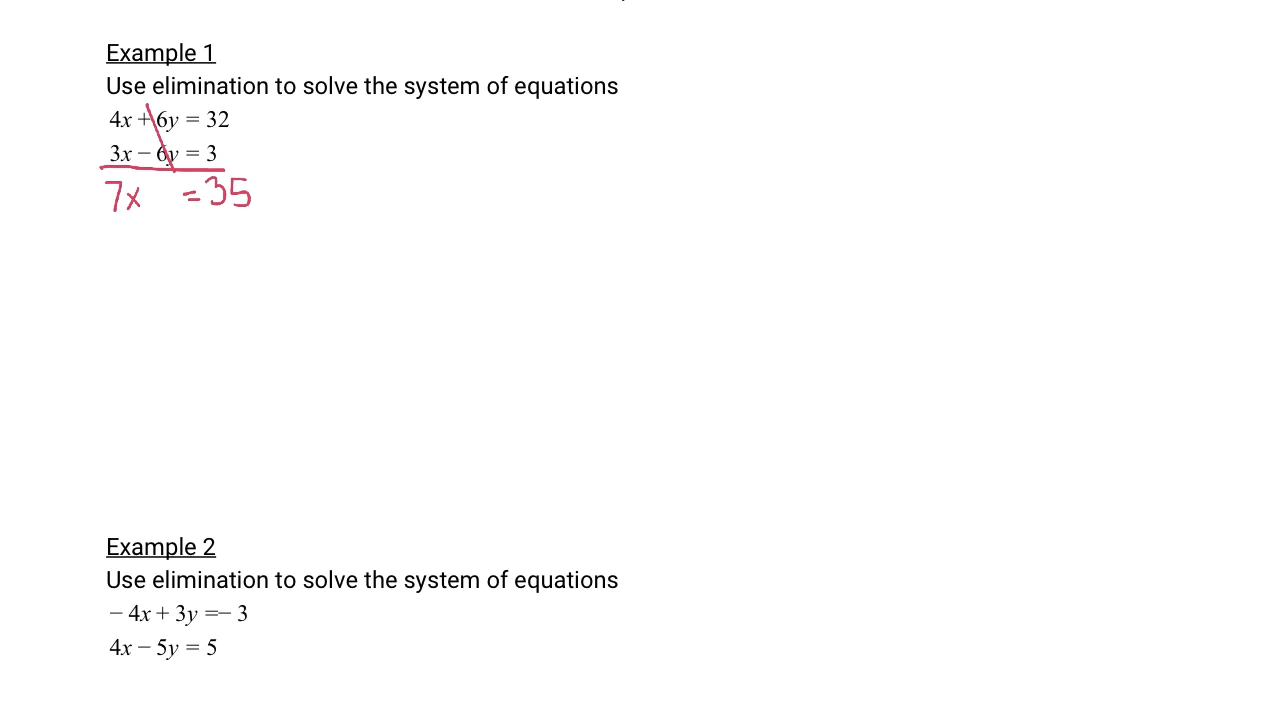 Example 1
Use elimination to solve the system of equations
4x + 6y = 32
3x − 6y = 3
7x = 35
Example 2
Use elimination to solve the system of equations
− 4x + 3y =− 3
4x − 5y = 5